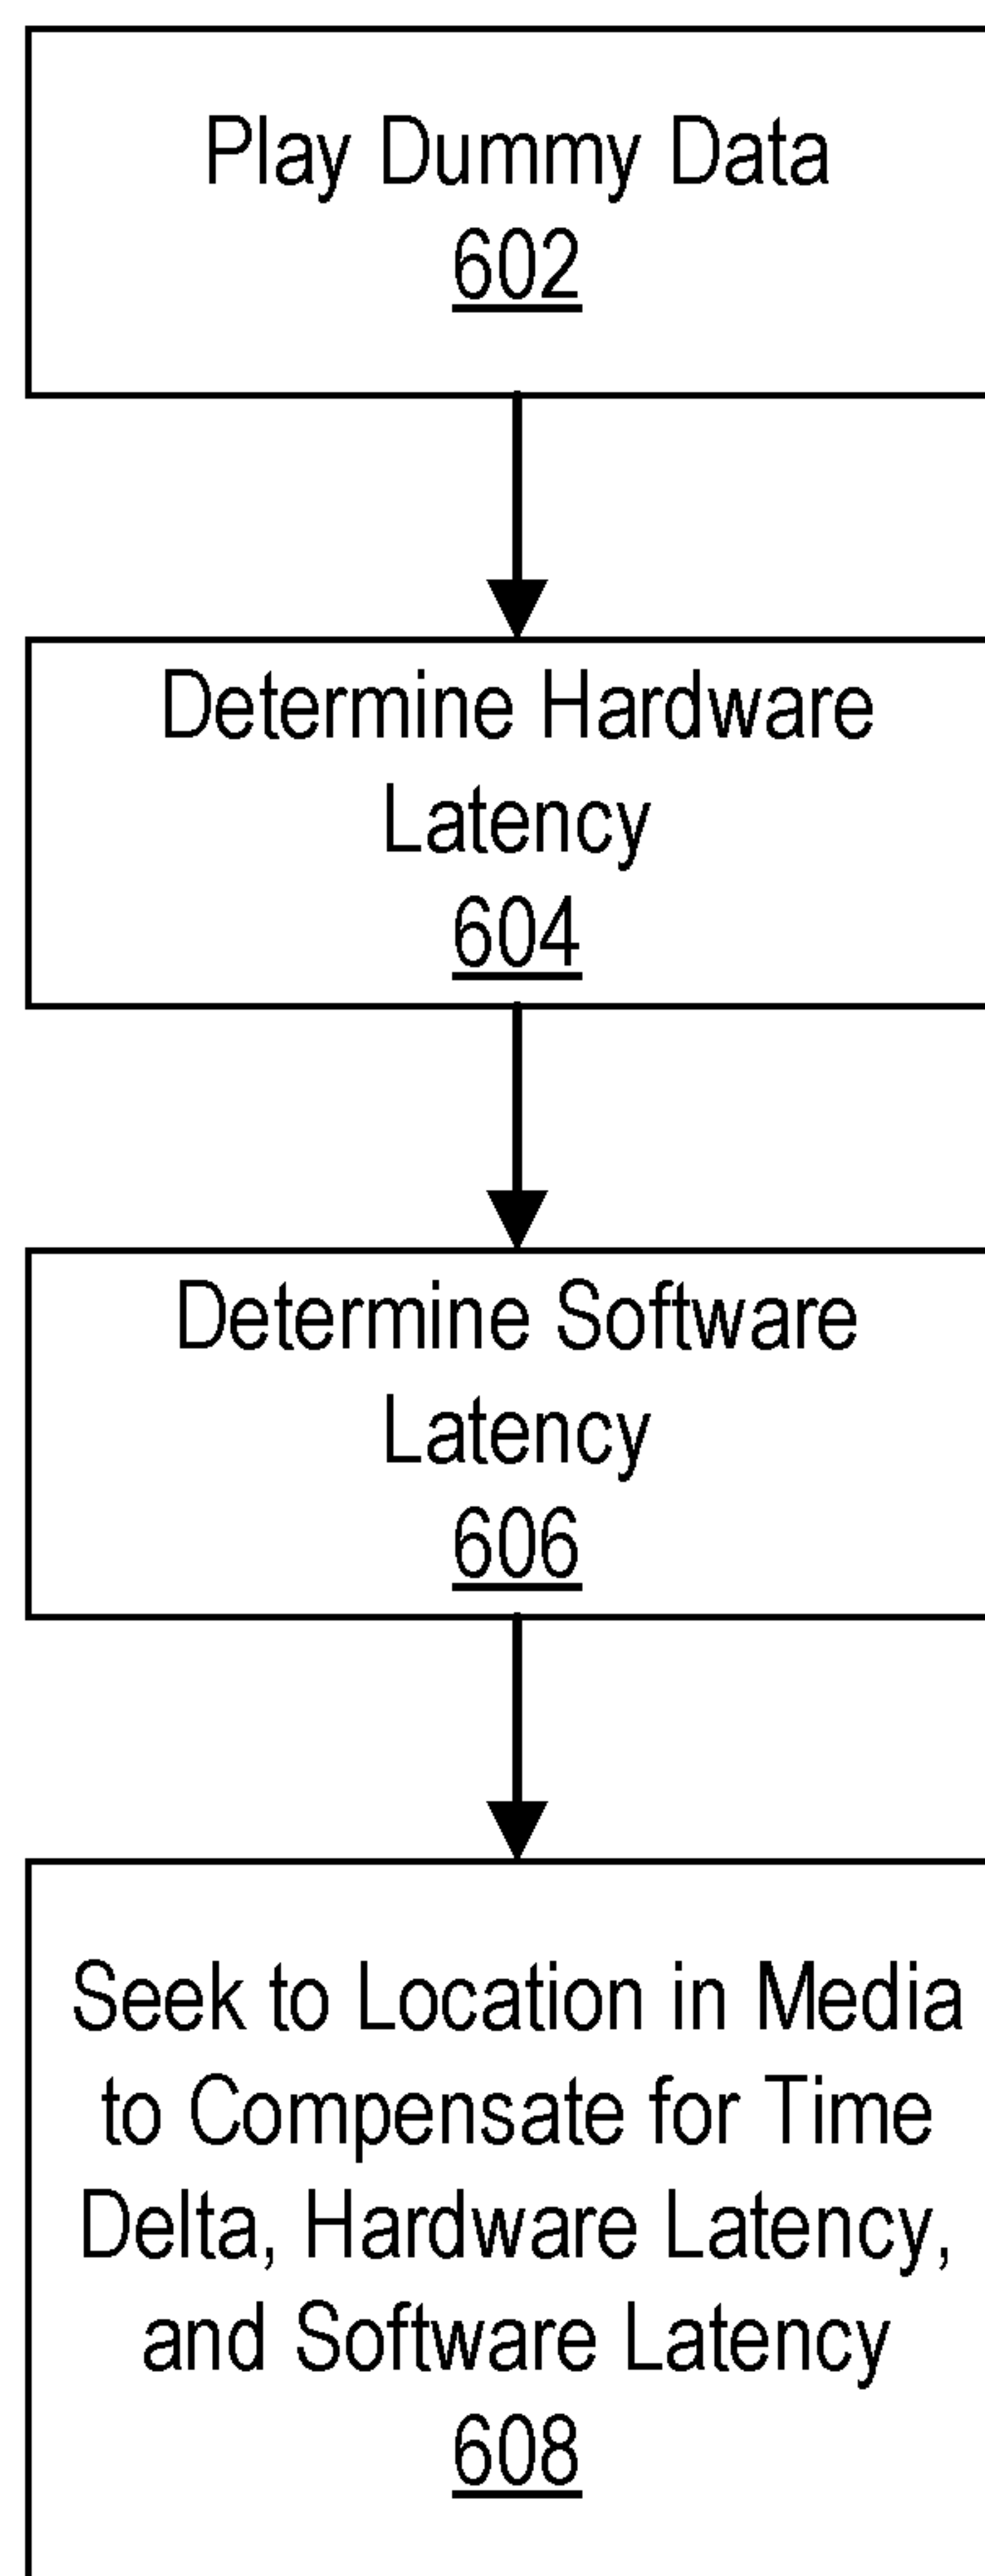 Play Dummy Data
602
Determine Hardware
Latency
604
Determine Software
Latency
606
Seek to Location in Media
to Compensate for Time
Delta, Hardware Latency,
and Software Latency
608